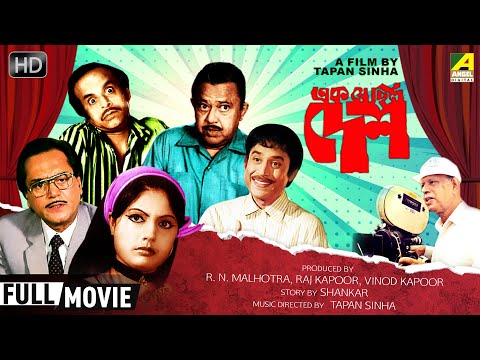 HD
A FILM BY
TAPAN SINHA
ANGEL
DIGITAL
এক যে ছিল
দেশ
PRODUCED BY
R. N. MALHOTRA, RAJ KAPOOR, VINOD KAPOOR
STORY BY SHANKAR
MUSIC DIRECTED BY TAPAN SINHA
FULL MOVIE